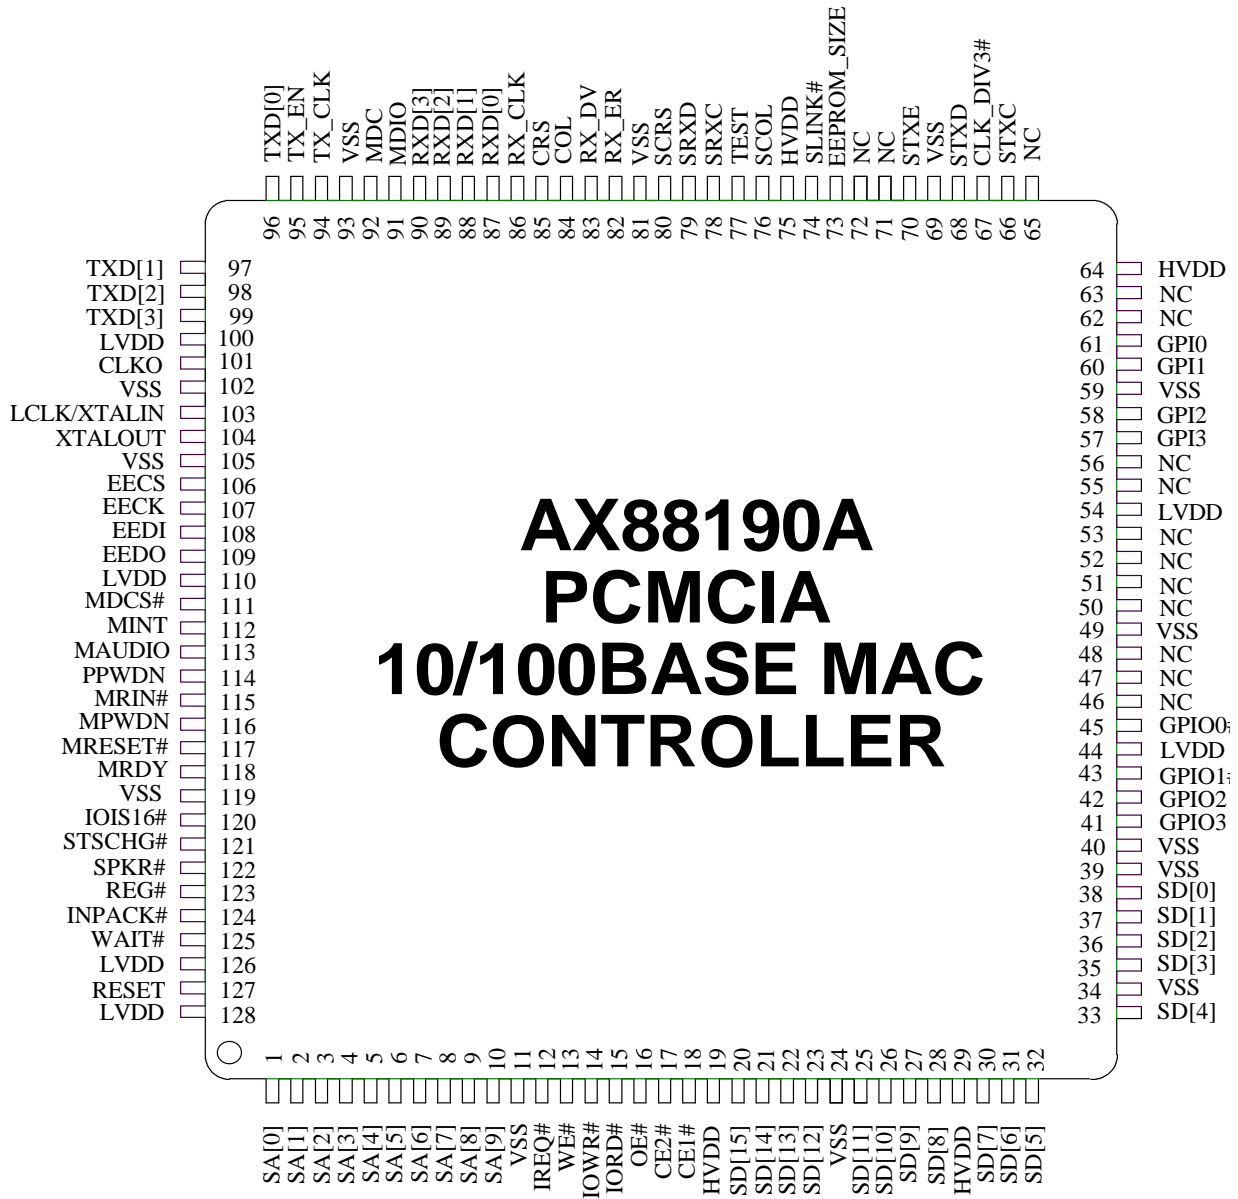 TXD[0]
TX_EN
TX_CLK
VSS
MDC
MDIO
RXD[3]
RXD[2]
RXD[1]
RXD[0]
RX_CLK
CRS
COL
RX_DV
RX_ER
VSS
SCRS
SRXD
SRXC
TEST
SCOL
HVDD
SLINK#
EEPROM_SIZE
NC
NC
STXE
VSS
STXD
CLK_DIV3#
STXC
NC
96 95 94 93 92 91 90 89 88 87 86 85 84 83 82 81 80 79 78 77 76 75 74 73 72 71 70 69 68 67 66 65
TXD[1] 97
TXD[2] 98
TXD[3] 99
LVDD 100
CLKO 101
VSS 102
LCLK/XTALIN 103
XTALOUT 104
VSS 105
EECS 106
EECK 107
EEDI 108
EEDO 109
LVDD 110
MDCS# 111
MINT 112
MAUDIO 113
PPWDN 114
MRIN# 115
MPWDN 116
MRESET# 117
MRDY 118
VSS 119
IOIS16# 120
STSCHG# 121
SPKR# 122
REG# 123
INPACK# 124
WAIT# 125
LVDD 126
RESET 127
LVDD 128
AX88190A
PCMCIA
10/100BASE MAC
CONTROLLER
64 HVDD
63 NC
62 NC
61 GPI0
60 GPI1
59 VSS
58 GPI2
57 GPI3
56 NC
55 NC
54 LVDD
53 NC
52 NC
51 NC
50 NC
49 VSS
48 NC
47 NC
46 NC
45 GPIO0#
44 LVDD
43 GPIO1#
42 GPIO2
41 GPIO3
40 VSS
39 VSS
38 SD[0]
37 SD[1]
36 SD[2]
35 SD[3]
34 VSS
33 SD[4]
1 2 3 4 5 6 7 8 9 10 11 12 13 14 15 16 17 18 19 20 21 22 23 24 25 26 27 28 29 30 31 32
SA[0]
SA[1]
SA[2]
SA[3]
SA[4]
SA[5]
SA[6]
SA[7]
SA[8]
SA[9]
VSS
IREQ#
WE#
IOWR#
IORD#
OE#
CE2#
CE1#
HVDD
SD[15]
SD[14]
SD[13]
SD[12]
VSS
SD[11]
SD[10]
SD[9]
SD[8]
HVDD
SD[7]
SD[6]
SD[5]